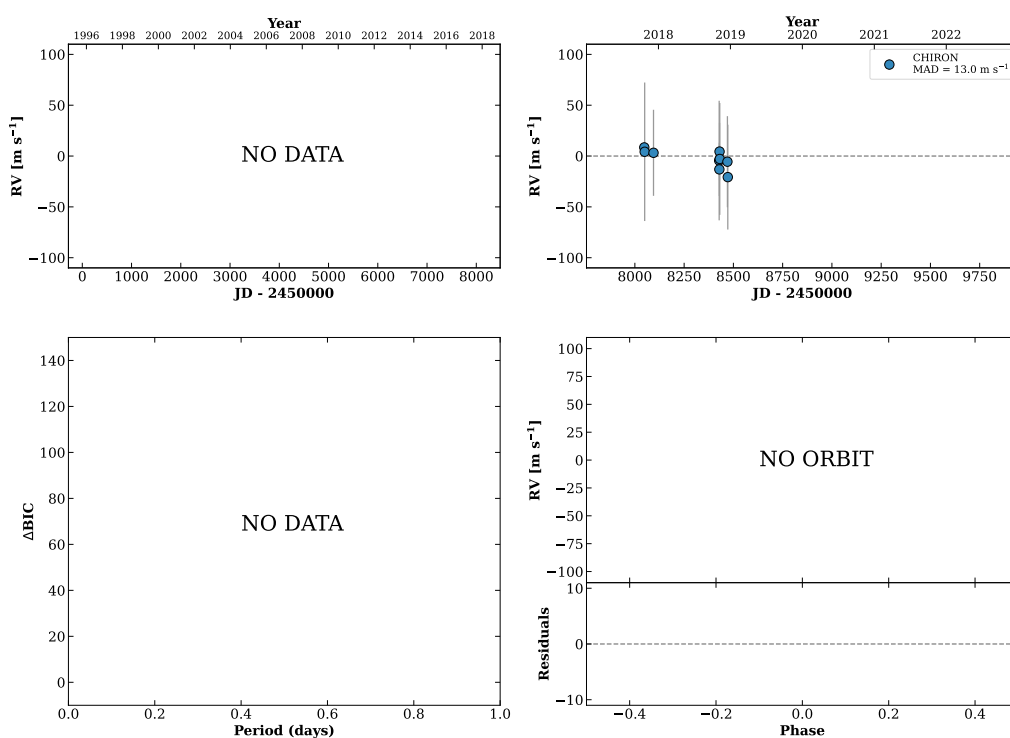 Year
1996 1998 2000 2002 2004 2006 2008 2010 2012 2014 2016 2018
100
50
0
−50
−100
RV [m s⁻¹]
NO DATA
0 1000 2000 3000 4000 5000 6000 7000 8000
JD - 2450000
Year
2018 2019 2020 2021 2022
100
50
0
−50
−100
RV [m s⁻¹]
CHIRON
MAD = 13.0 m s⁻¹
8000 8250 8500 8750 9000 9250 9500 9750
JD - 2450000
140
120
100
80
60
40
20
0
ΔBIC
NO DATA
0.0 0.2 0.4 0.6 0.8 1.0
Period (days)
100
75
50
25
0
−25
−50
−75
−100
RV [m s⁻¹]
NO ORBIT
10
0
−10
Residuals
−0.4 −0.2 0.0 0.2 0.4
Phase